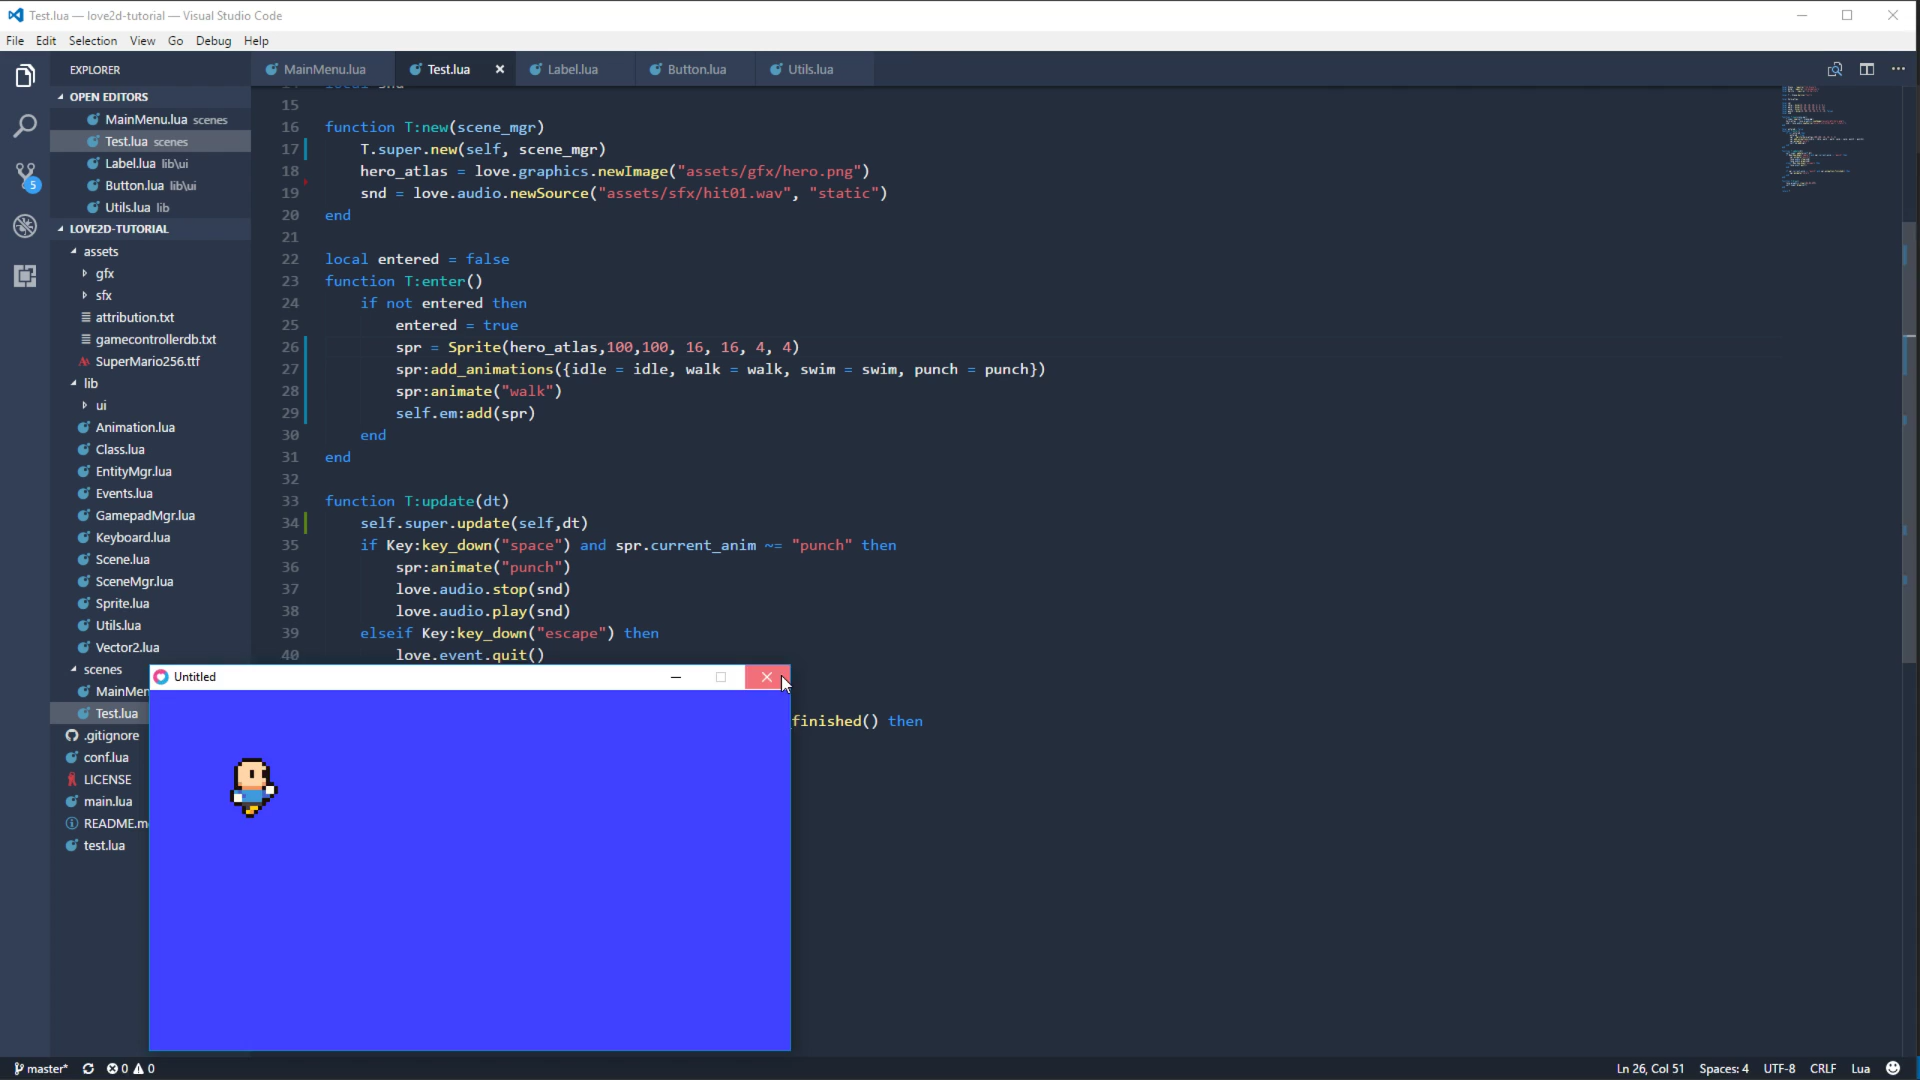 Test.lua — love2d-tutorial — Visual Studio Code
File Edit Selection View Go Debug Help
EXPLORER
OPEN EDITORS
MainMenu.lua scenes
Test.lua scenes
Label.lua lib\ui
Button.lua lib\ui
Utils.lua lib
LOVE2D-TUTORIAL
assets
gfx
sfx
attribution.txt
gamecontrollerdb.txt
SuperMario256.ttf
lib
ui
Animation.lua
Class.lua
EntityMgr.lua
Events.lua
GamepadMgr.lua
Keyboard.lua
Scene.lua
SceneMgr.lua
Sprite.lua
Utils.lua
Vector2.lua
scenes
MainMen
Test.lua
.gitignore
conf.lua
LICENSE
main.lua
README.m
test.lua
5
MainMenu.lua Test.lua Label.lua Button.lua Utils.lua
15
16 function T:new(scene_mgr)
17 T.super.new(self, scene_mgr)
18 hero_atlas = love.graphics.newImage("assets/gfx/hero.png")
19 snd = love.audio.newSource("assets/sfx/hit01.wav", "static")
20 end
21
22 local entered = false
23 function T:enter()
24 if not entered then
25 entered = true
26 spr = Sprite(hero_atlas,100,100, 16, 16, 4, 4)
27 spr:add_animations({idle = idle, walk = walk, swim = swim, punch = punch})
28 spr:animate("walk")
29 self.em:add(spr)
30 end
31 end
32
33 function T:update(dt)
34 self.super.update(self,dt)
35 if Key:key_down("space") and spr.current_anim ~= "punch" then
36 spr:animate("punch")
37 love.audio.stop(snd)
38 love.audio.play(snd)
39 elseif Key:key_down("escape") then
40 love.event.quit()
finished() then
Untitled
master* 0 0 Ln 26, Col 51 Spaces: 4 UTF-8 CRLF Lua